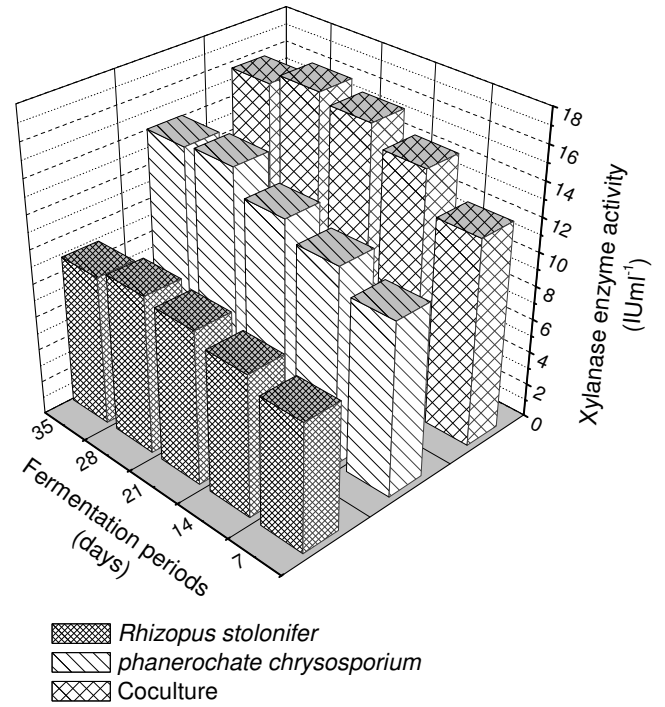 18
16
14
12
10
8
6
4
2
0
Xylanase enzyme activity
(IUml-1)
35
28
21
14
7
Fermentation periods
(days)
Rhizopus stolonifer
phanerochate chrysosporium
Coculture